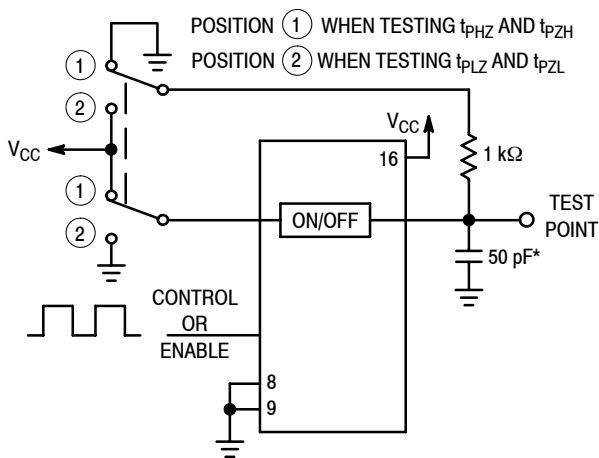 POSITION 1 WHEN TESTING tPHZ AND tPZH
POSITION 2 WHEN TESTING tPLZ AND tPZL
1
2
VCC
1
2
VCC
16
1 kΩ
ON/OFF
TEST
POINT
50 pF*
CONTROL
OR
ENABLE
8
9